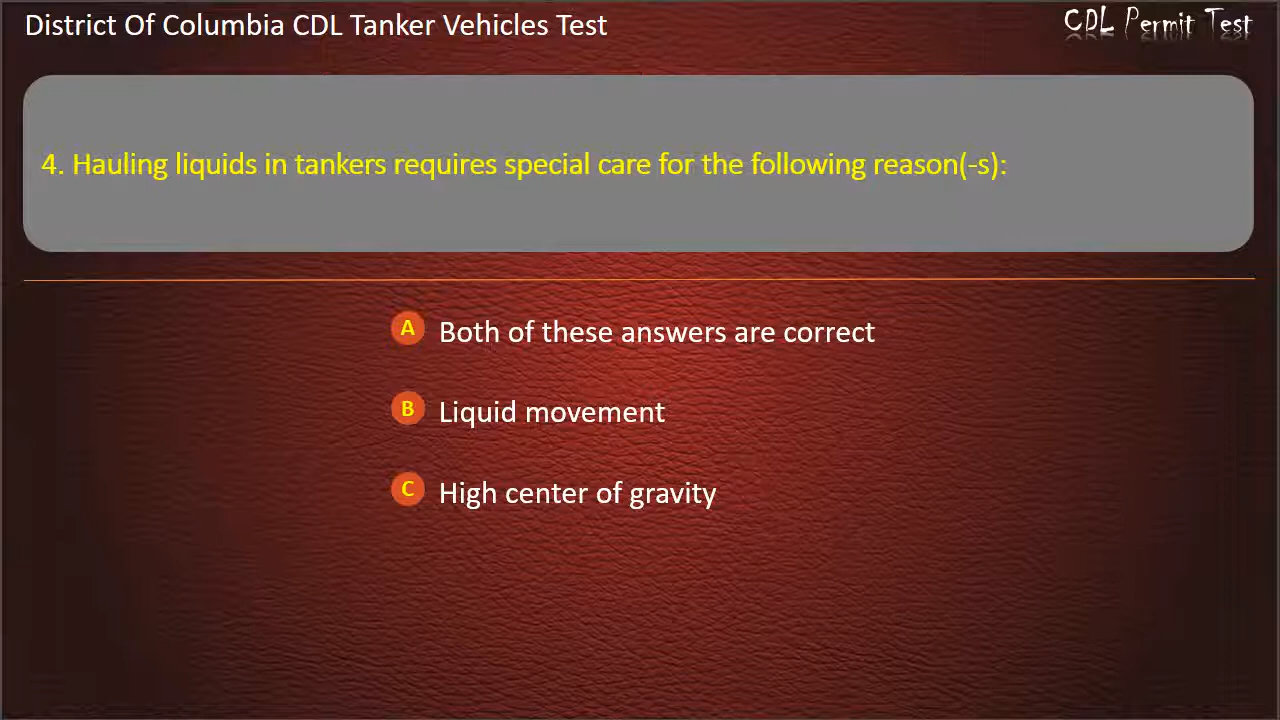 District Of Columbia CDL Tanker Vehicles Test
CDL Permit Test
4. Hauling liquids in tankers requires special care for the following reason(-s):
A Both of these answers are correct
B Liquid movement
C High center of gravity